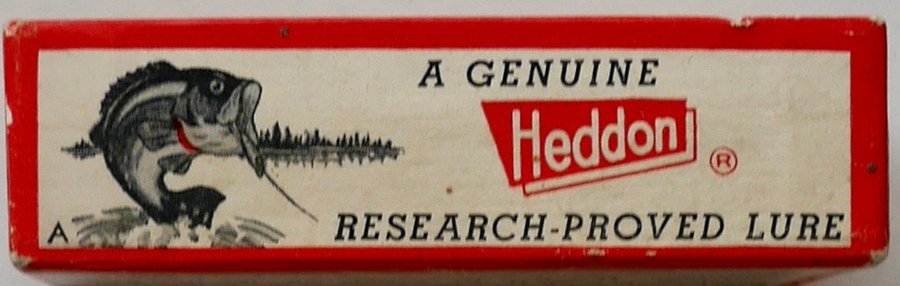 A GENUINE
Heddon ®
A
RESEARCH-PROVED LURE